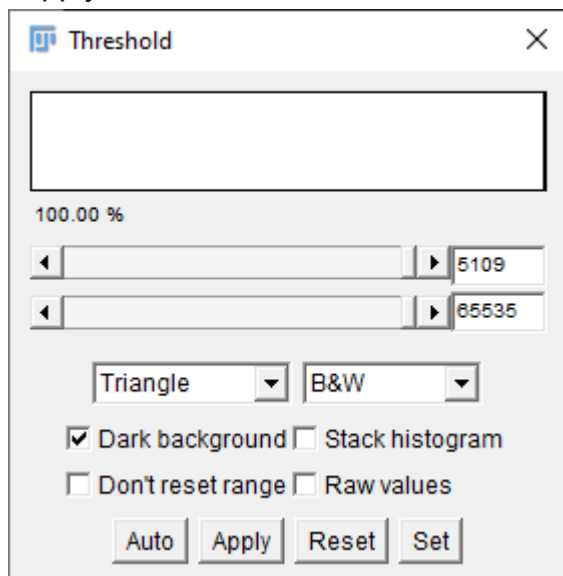 Threshold
100.00 %
5109
65535
Triangle B&W
Dark background Stack histogram
Don't reset range Raw values
Auto Apply Reset Set